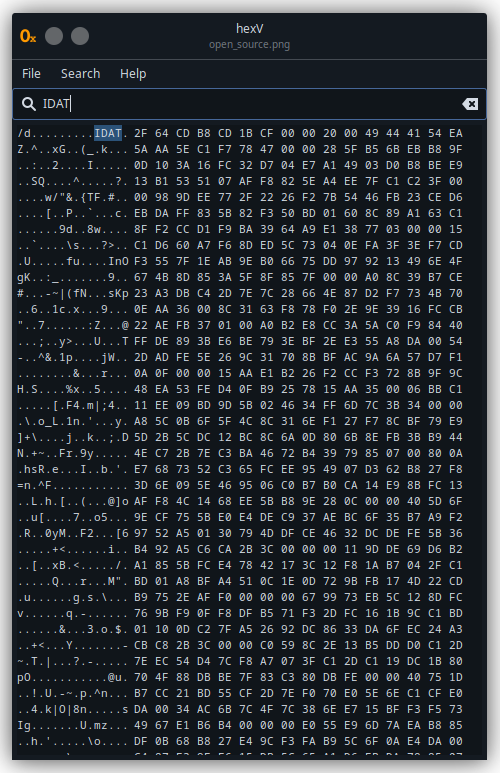 0x
hexV
open_source.png
File Search Help
IDAT
/d.........IDAT. 2F 64 CD B8 CD 1B CF 00 00 20 00 49 44 41 54 EA
Z.^..xG..(_.k... 5A AA 5E C1 F7 78 47 00 00 28 5F B5 6B EB B8 9F
..:..2....I..... 0D 10 3A 16 FC 32 D7 04 E7 A1 49 03 D0 B8 BE E9
..SQ....^.....?. 13 B1 53 51 07 AF F8 82 5E A4 EE 7F C1 C2 3F 00
....w/"&.{TF.#.. 00 98 9D EE 77 2F 22 26 F2 7B 54 46 FB 23 CE D6
....[..P..`...c. EB DA FF 83 5B 82 F3 50 BD 01 60 8C 89 A1 63 C1
......9d..8w.... 8F F2 CC D1 F9 BA 39 64 A9 E1 38 77 03 00 00 15
..`....\s...?>.. C1 D6 60 A7 F6 8D ED 5C 73 04 0E FA 3F 3E F7 CD
.U.....fu....InO F3 55 7F 1E AB 9E B0 66 75 DD 97 92 13 49 6E 4F
gK..:_.......9.. 67 4B 8D 85 3A 5F 8F 85 7F 00 00 A0 8C 39 B7 CE
#...-~|(fN...sKp 23 A3 DB C4 2D 7E 7C 28 66 4E 87 D2 F7 73 4B 70
..6..1c.x...9... 0E AA 36 00 8C 31 63 F8 78 F0 2E 9E 39 16 FC CB
"..7......:Z...@ 22 AE FB 37 01 00 A0 B2 E8 CC 3A 5A C0 F9 84 40
...;..y>...U...T FF DE 89 3B E6 BE 79 3E BF 2E E3 55 A8 DA 00 54
-..^&.1p....jW.. 2D AD FE 5E 26 9C 31 70 8B BF AC 9A 6A 57 D7 F1
........&...r... 0A 0F 00 00 15 AA E1 B2 26 F2 CC F3 72 8B 9F 9C
H.S....%x..5.... 48 EA 53 FE D4 0F B9 25 78 15 AA 35 00 06 BB C1
.....[.F4.m|;4.. 11 EE 09 BD 9D 5B 02 46 34 FF 6D 7C 3B 34 00 00
.\.o_L.1n.'...y. A8 5C 0B 6F 5F 4C 8C 31 6E F1 27 F7 8C BF 79 E9
]+\....j..k..;.D 5D 2B 5C DC 12 BC 8C 6A 0D 80 6B 8E FB 3B B9 44
N.+~..Fr.9y..... 4E C7 2B 7E C3 BA 46 72 B4 39 79 85 07 00 80 0A
.hsR.e...I..b.'. E7 68 73 52 C3 65 FC EE 95 49 07 D3 62 B8 27 F8
=n.^F........... 3D 6E 09 5E 46 95 06 C0 B7 B0 CA 14 E9 8B FC 13
..L.h.[..(...@]o AF F8 4C 14 68 EE 5B B8 9E 28 0C 00 00 40 5D 6F
..u[....7..o5... 9E CF 75 5B E0 E4 DE C9 37 AE BC 6F 35 B7 A9 F2
.R..0yM..F2...[6 97 52 A5 01 30 79 4D DF CE 46 32 DC DE FE 5B 36
.....+<......i.. B4 92 A5 C6 CA 2B 3C 00 00 00 11 9D DE 69 D6 B2
..[..xB.<..../.. A1 85 5B FC E4 78 42 17 3C 12 F8 1A B7 04 2F C1
.....Q...r...M". BD 01 A8 BF A4 51 0C 1E 0D 72 9B FB 17 4D 22 CD
.u......g.s.\... B9 75 2E AF F0 00 00 00 67 99 73 EB 5C 12 8D FC
v.......q.-..... 76 9B F9 0F F8 DF B5 71 F3 2D FC 16 1B 9C C1 BD
......&...3.o.$. 01 10 0D C2 7F A5 26 92 DC 86 33 DA 6F EC 24 A3
..+<...Y.......- CB C8 2B 3C 00 00 C0 59 8C 2E 13 B5 DD D0 C1 2D
~.T.|...?.-..... 7E EC 54 D4 7C F8 A7 07 3F C1 2D C1 19 DC 1B 80
pO...........@u. 70 4F 88 DB BE 7F 83 C3 80 DB FE 00 00 40 75 1D
..!.U.-~.p.^n... B7 CC 21 BD 55 CF 2D 7E F0 70 E0 5E 6E C1 CF E0
..4.k|O|8n.....s DA 00 34 AC 6B 7C 4F 7C 38 6E E7 15 BF F3 F5 73
Ig.......U.mz... 49 67 E1 B6 B4 00 00 00 E0 55 E9 6D 7A EA B8 85
..h.'.....\o.... DF 0B 68 B8 27 E4 9C F3 FA B9 5C 6F 0A E4 DA 00